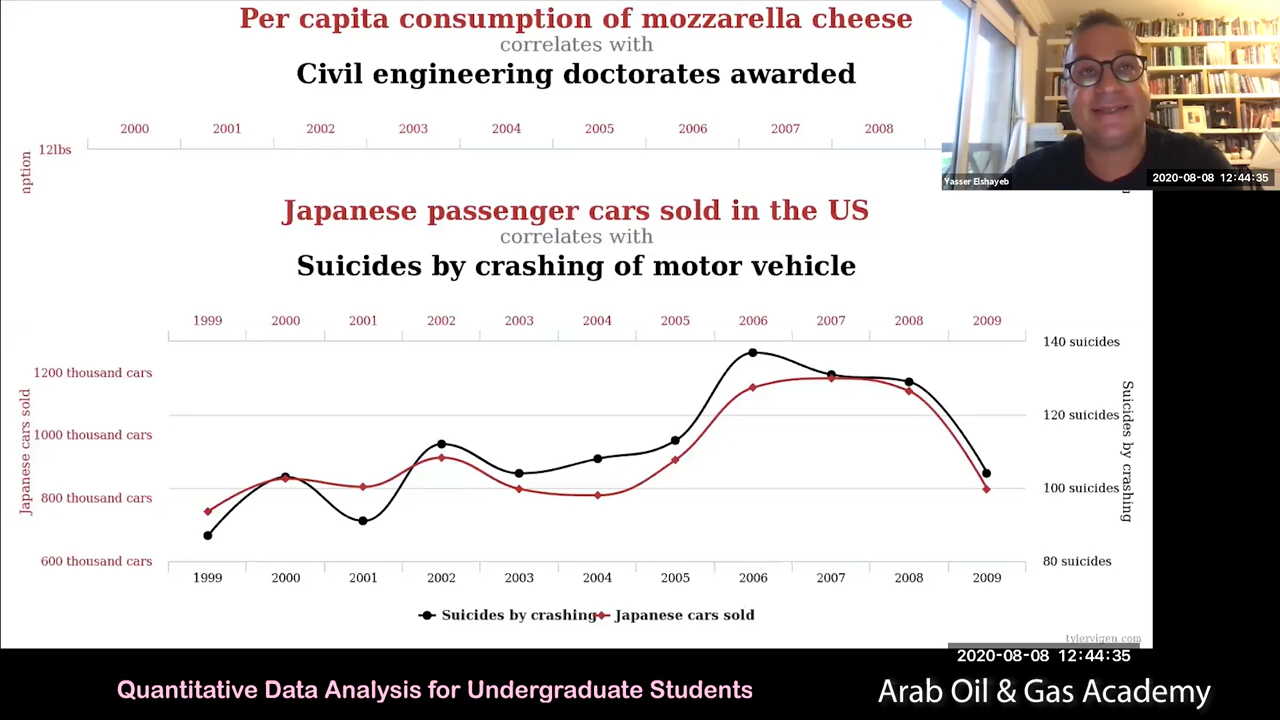 Per capita consumption of mozzarella cheese
correlates with
Civil engineering doctorates awarded
2000 2001 2002 2003 2004 2005 2006 2007 2008
12lbs
Yasser Elshayeb
2020-08-08 12:44:35
Japanese passenger cars sold in the US
correlates with
Suicides by crashing of motor vehicle
1999 2000 2001 2002 2003 2004 2005 2006 2007 2008 2009
Japanese cars sold
1200 thousand cars
1000 thousand cars
800 thousand cars
600 thousand cars
140 suicides
120 suicides
100 suicides
80 suicides
Suicides by crashing
1999 2000 2001 2002 2003 2004 2005 2006 2007 2008 2009
Suicides by crashing Japanese cars sold
tylervigen.com
2020-08-08 12:44:35
Quantitative Data Analysis for Undergraduate Students
Arab Oil & Gas Academy